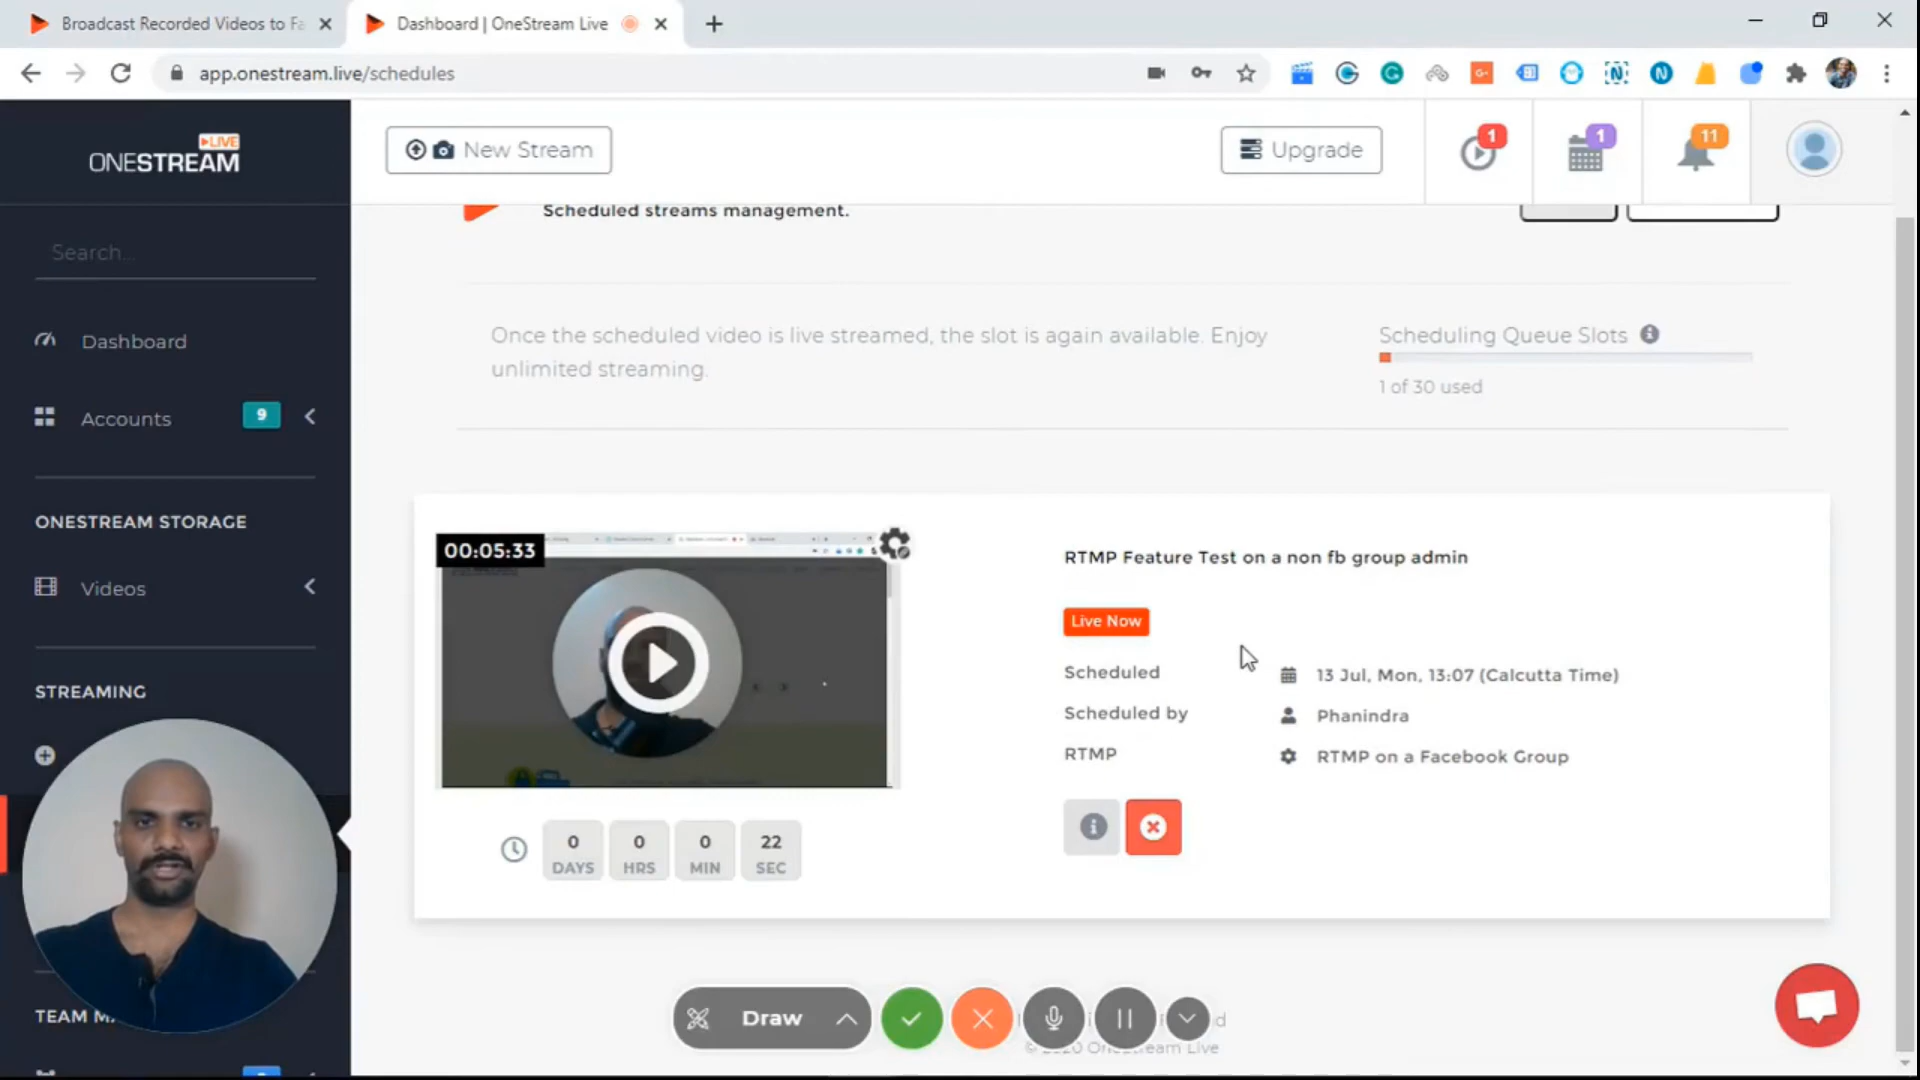 Broadcast Recorded Videos to Fa
Dashboard | OneStream Live
app.onestream.live/schedules
LIVE
ONESTREAM
New Stream
Upgrade
1
1
11
Scheduled streams management.
Search...
Once the scheduled video is live streamed, the slot is again available. Enjoy
unlimited streaming.
Scheduling Queue Slots
1 of 30 used
Dashboard
Accounts
9
ONESTREAM STORAGE
Videos
STREAMING
00:05:33
RTMP Feature Test on a non fb group admin
Live Now
Scheduled
13 Jul, Mon, 13:07 (Calcutta Time)
Scheduled by
Phanindra
RTMP
RTMP on a Facebook Group
0
DAYS
0
HRS
0
MIN
22
SEC
Draw
TEAM
OneStream Live